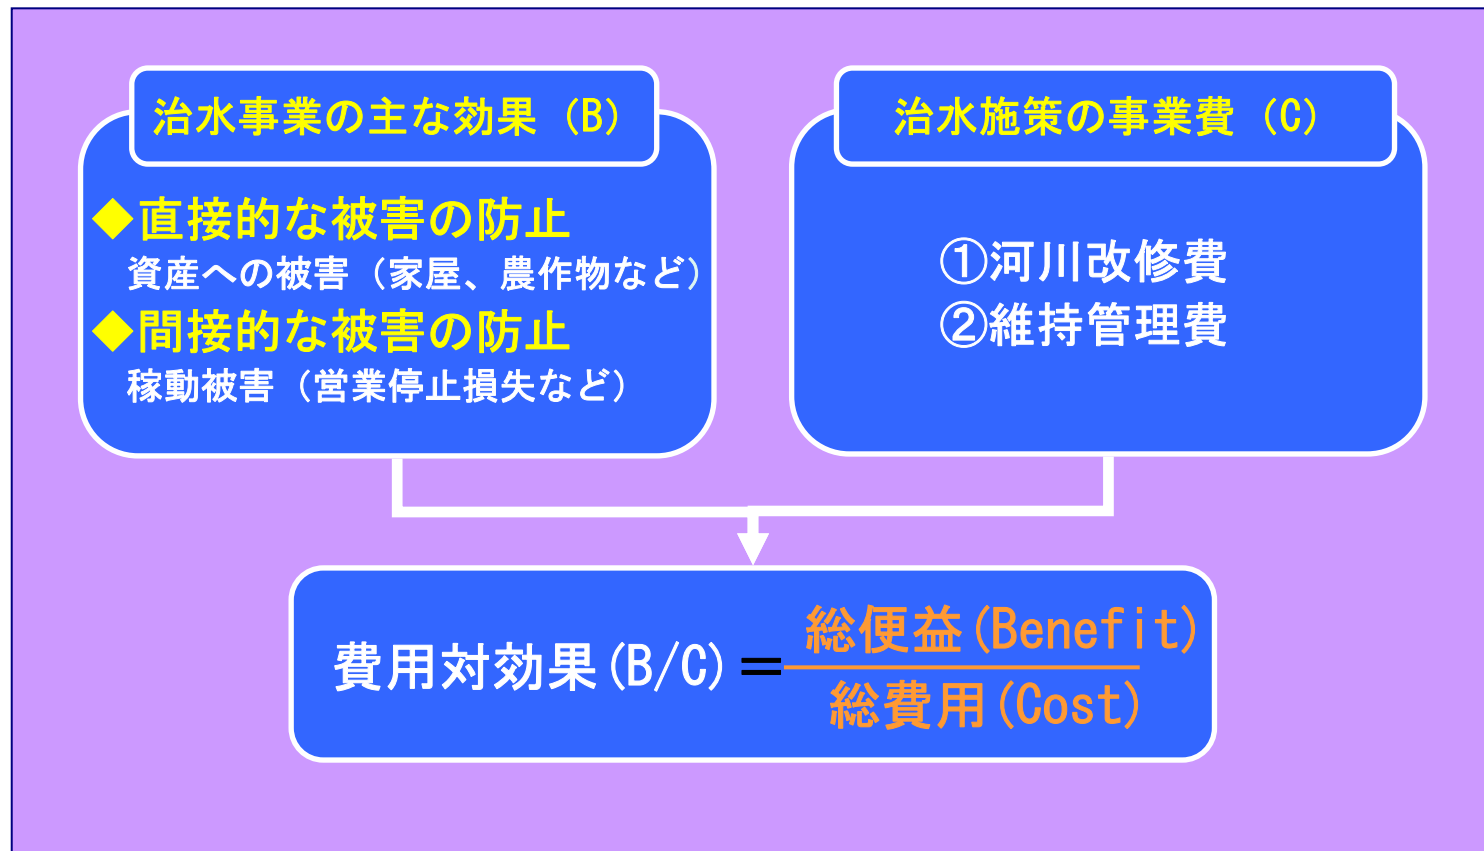 治水事業の主な効果（B）
◆直接的な被害の防止
資産への被害（家屋、農作物など）
◆間接的な被害の防止
稼動被害（営業停止損失など）
治水施策の事業費（C）
①河川改修費
②維持管理費
総便益(Benefit)
費用対効果(B/C)＝
総費用(Cost)